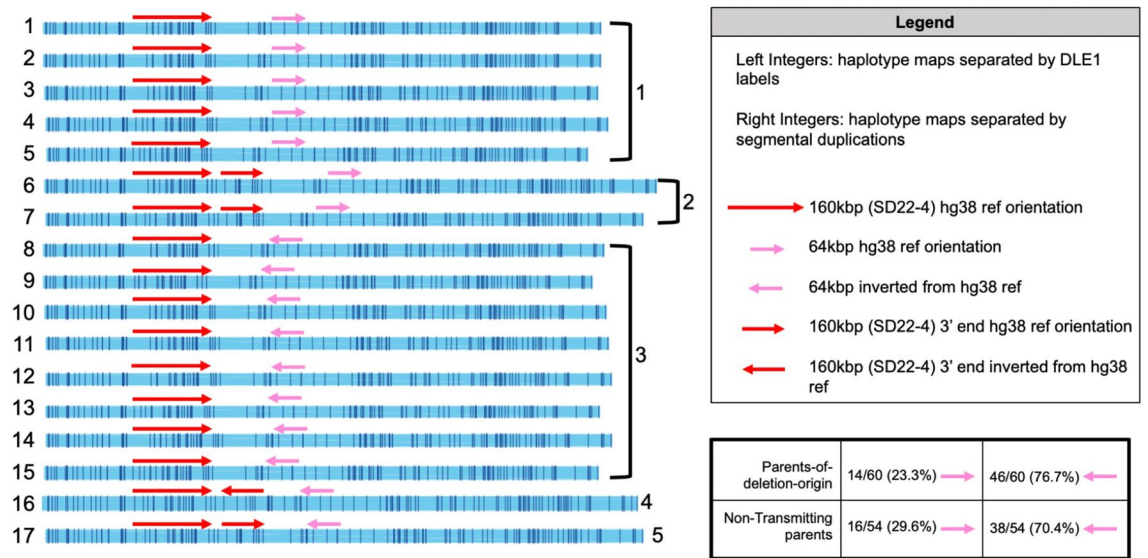 1
2
3
4
5
6
7
8
9
10
11
12
13
14
15
16
17
1
2
3
4
5
Legend
Left Integers: haplotype maps separated by DLE1
labels
Right Integers: haplotype maps separated by
segmental duplications
160kbp (SD22-4) hg38 ref orientation
64kbp hg38 ref orientation
64kbp inverted from hg38 ref
160kbp (SD22-4) 3' end hg38 ref orientation
160kbp (SD22-4) 3' end inverted from hg38
ref
Parents-of-
deletion-origin
14/60 (23.3%)
46/60 (76.7%)
Non-Transmitting
parents
16/54 (29.6%)
38/54 (70.4%)